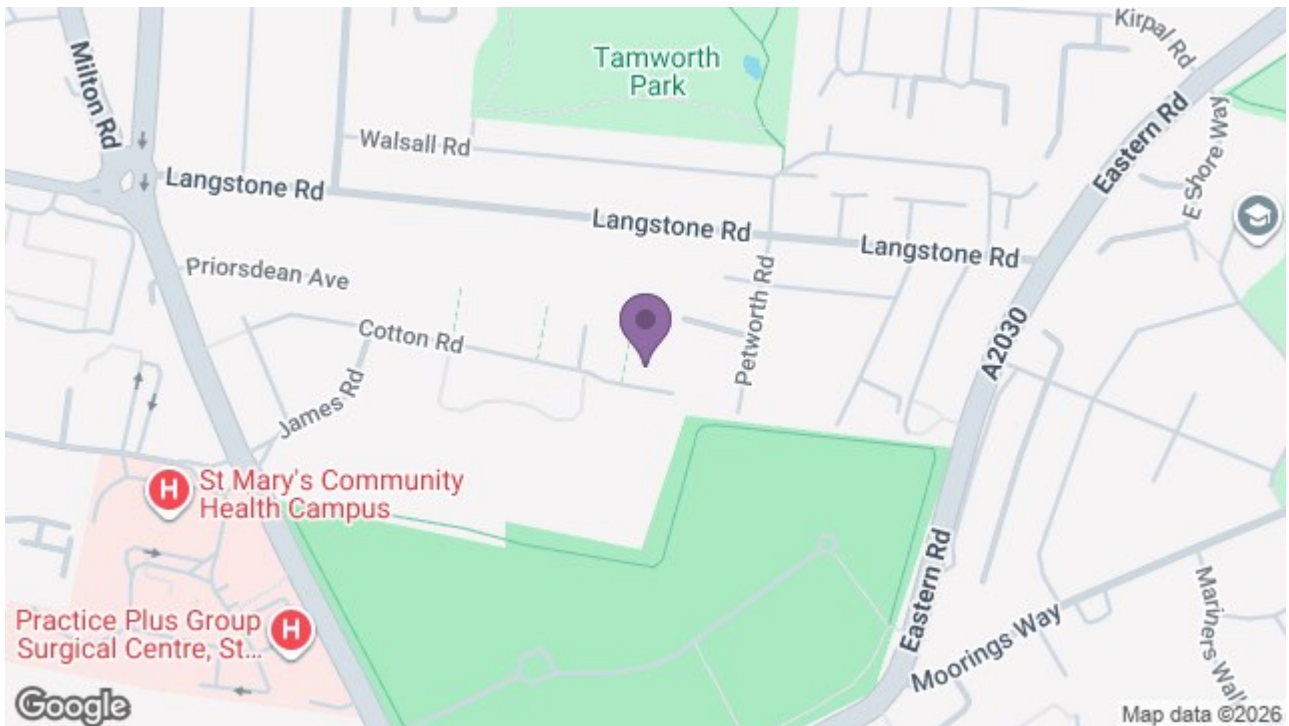 Kirpal Rd
Milton Rd
Tamworth
Park
Eastern Rd
E Shore Way
Walsall Rd
Langstone Rd
Langstone Rd
Langstone Rd
Priorsdean Ave
Petworth Rd
Cotton Rd
A2030
James Rd
H
St Mary's Community
Health Campus
Eastern Rd
Mariners Wal
Practice Plus Group
Surgical Centre, St...
H
Moorings Way
Google
Map data ©2026